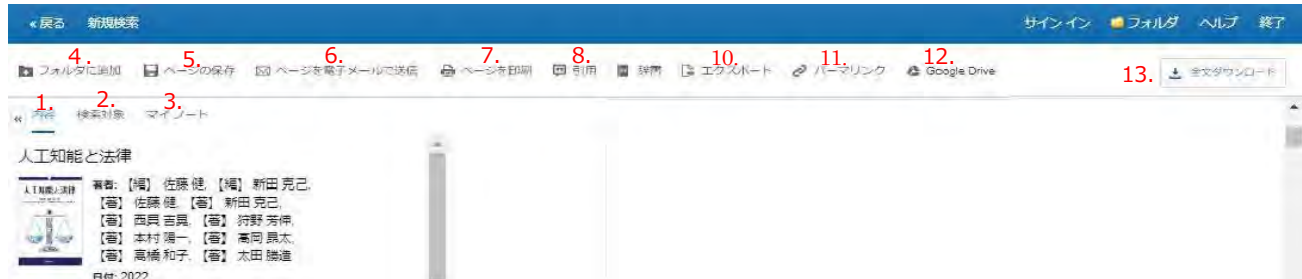 «戻る 新規検索 サインイン フォルダ ヘルプ 終了
4. 5. 6. 7. 8. 10. 11. 12.
フォルダに追加 ページの保存 ページを電子メールで送信 ページを印刷 引用 辞書 エクスポート パーマリンク Google Drive 13. 全文ダウンロード
1. 2. 3.
« 内容 検索対象 マイノート
人工知能と法律
人工知能と法律
著者: 【編】 佐藤 健, 【編】 新田 克己,
【著】 佐藤 健, 【著】 新田 克己,
【著】 西貝 吉晃, 【著】 狩野 芳伸,
【著】 本村 陽一, 【著】 高岡 昂太,
【著】 高橋 和子, 【著】 太田 勝造
日付: 2022